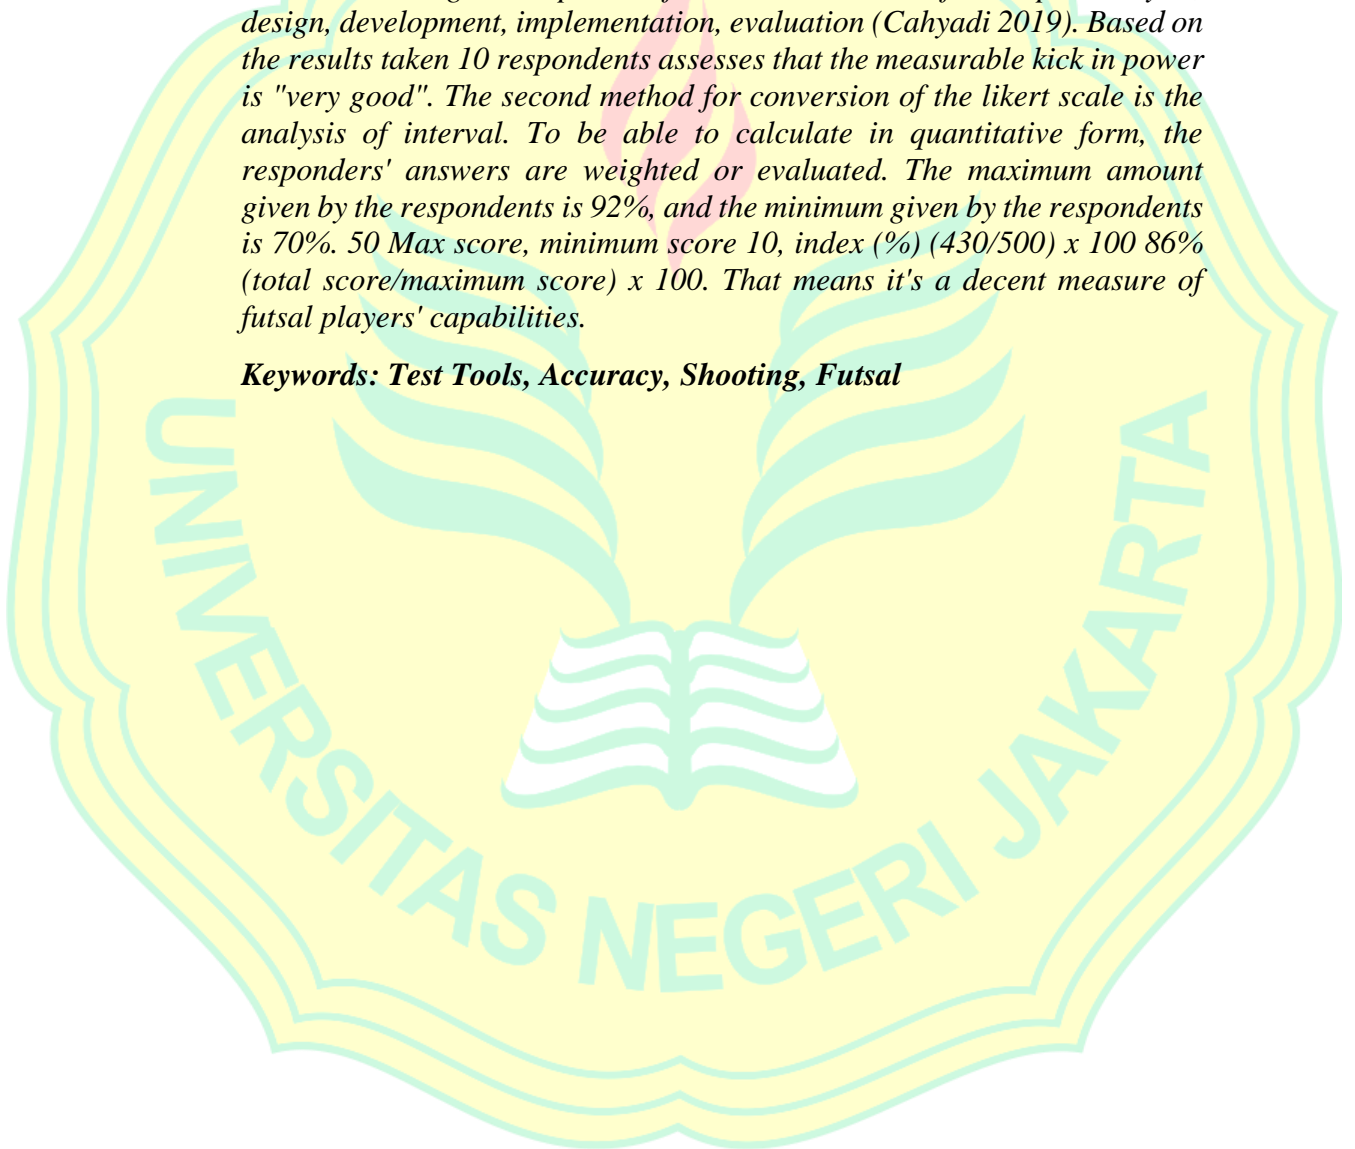 design, development, implementation, evaluation (Cahyadi 2019). Based on
the results taken 10 respondents assesses that the measurable kick in power
is "very good". The second method for conversion of the likert scale is the
analysis of interval. To be able to calculate in quantitative form, the
responders' answers are weighted or evaluated. The maximum amount
given by the respondents is 92%, and the minimum given by the respondents
is 70%. 50 Max score, minimum score 10, index (%) (430/500) x 100 86%
(total score/maximum score) x 100. That means it's a decent measure of
futsal players' capabilities.
Keywords: Test Tools, Accuracy, Shooting, Futsal
UNIVERSITAS NEGERI JAKARTA